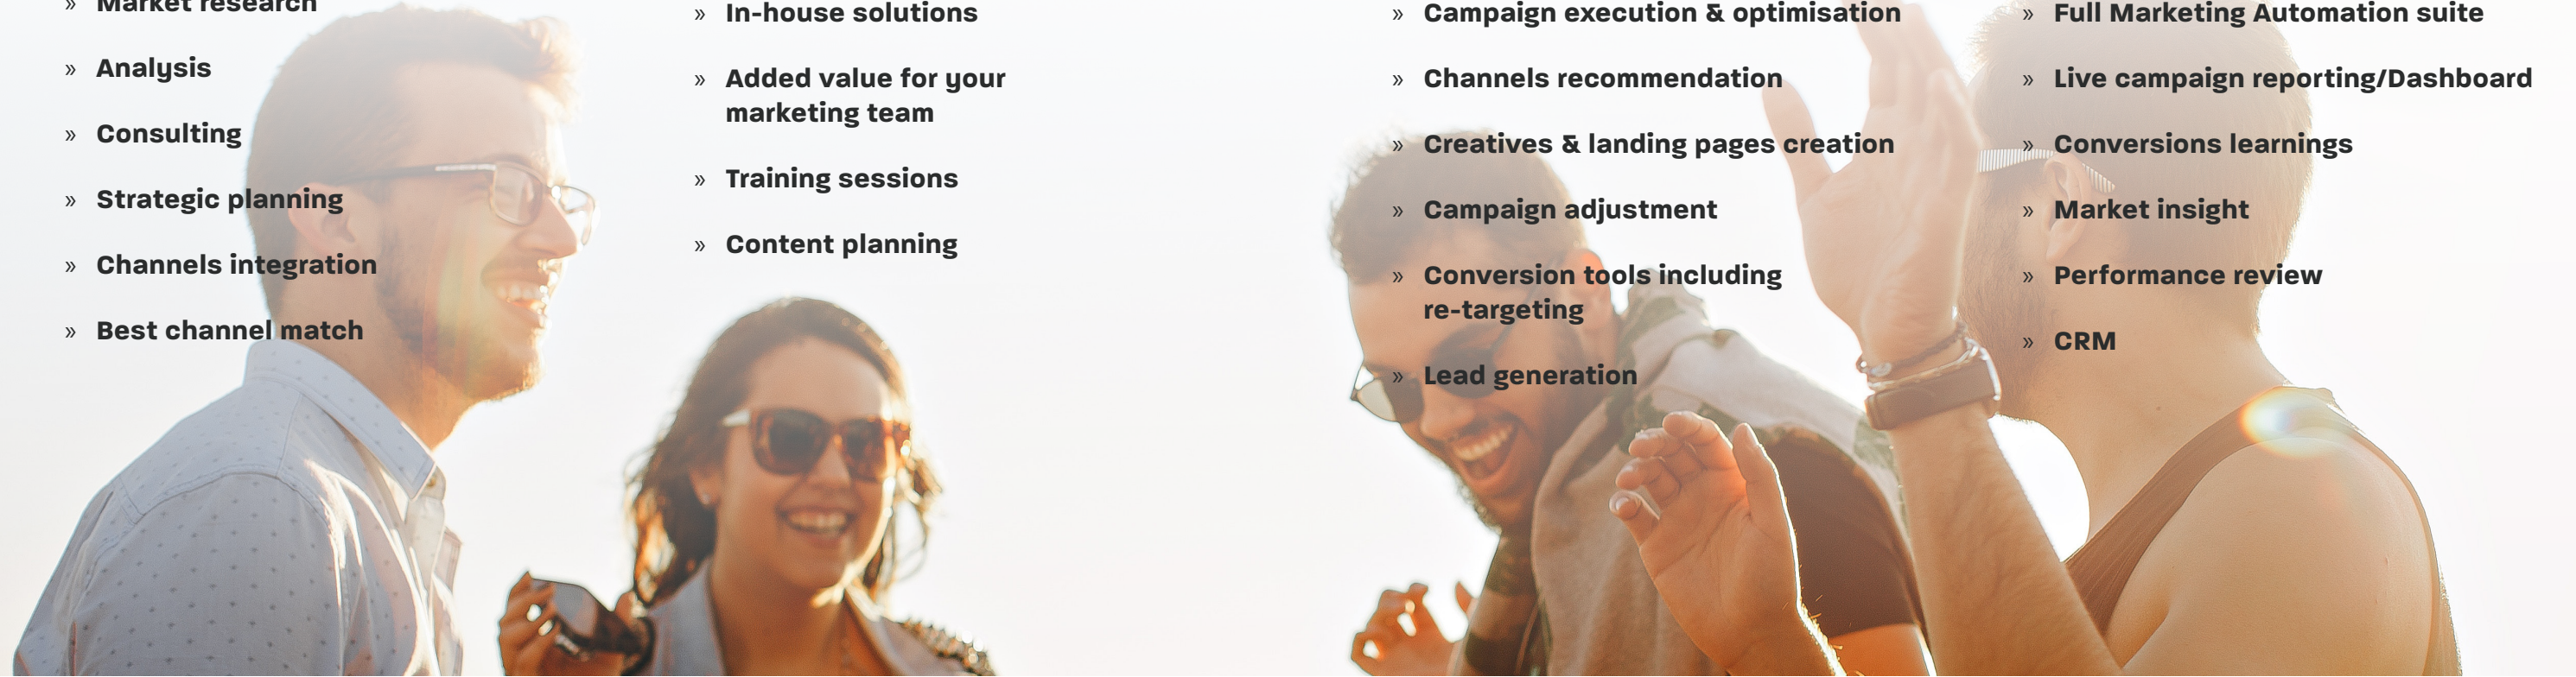 » Market research
» Analysis
» Consulting
» Strategic planning
» Channels integration
» Best channel match
» In-house solutions
» Added value for your
marketing team
» Training sessions
» Content planning
» Campaign execution & optimisation
» Channels recommendation
» Creatives & landing pages creation
» Campaign adjustment
» Conversion tools including
re-targeting
» Lead generation
» Full Marketing Automation suite
» Live campaign reporting/Dashboard
» Conversions learnings
» Market insight
» Performance review
» CRM